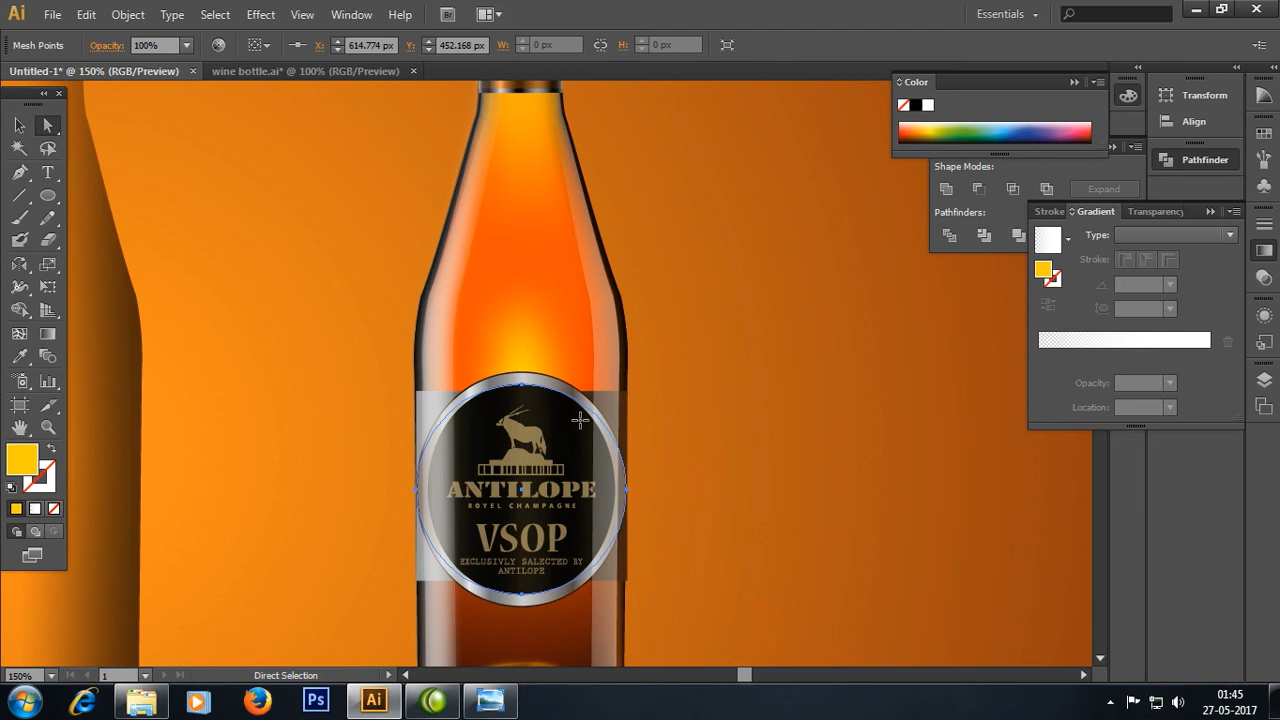 Ai File Edit Object Type Select Effect View Window Help Br Essentials
Mesh Points Opacity: 100% X: 614.774 px Y: 452.168 px W: 0 px H: 0 px
Untitled-1* @ 150% (RGB/Preview) × wine bottle.ai* @ 100% (RGB/Preview) ×
Color
Transform
Align
Pathfinder
Shape Modes:
Expand
Pathfinders:
Stroke Gradient Transparency
Type:
Stroke:
Opacity:
Location:
ANTILOPE
ROYEL CHAMPAGNE
VSOP
EXCLUSIVLY SALECTED BY
ANTILOPE
150% 1 Direct Selection
Ps Ai
01:45
27-05-2017